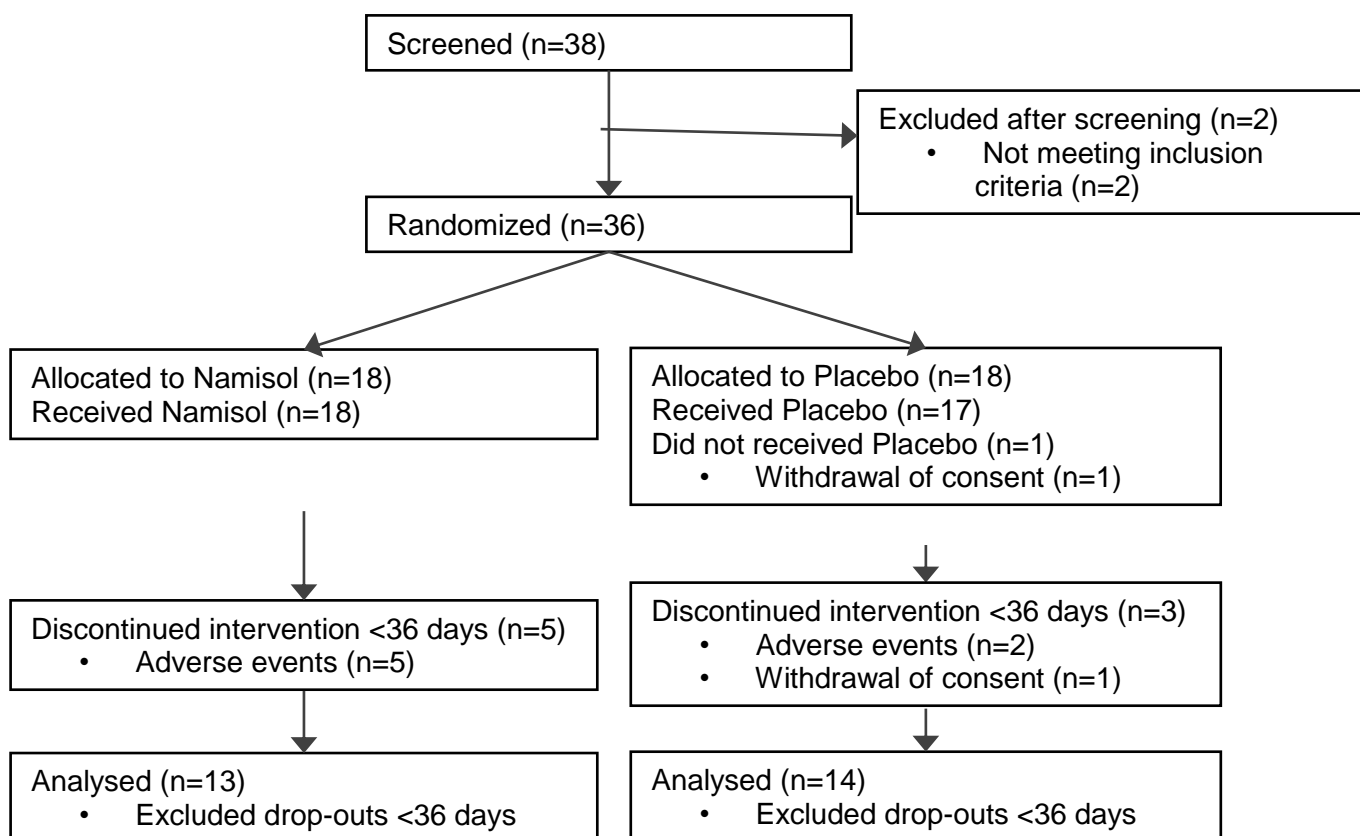 Screened (n=38)
Excluded after screening (n=2)
• Not meeting inclusion
criteria (n=2)
Randomized (n=36)
Allocated to Namisol (n=18)
Received Namisol (n=18)
Allocated to Placebo (n=18)
Received Placebo (n=17)
Did not received Placebo (n=1)
• Withdrawal of consent (n=1)
Discontinued intervention <36 days (n=5)
• Adverse events (n=5)
Discontinued intervention <36 days (n=3)
• Adverse events (n=2)
• Withdrawal of consent (n=1)
Analysed (n=13)
• Excluded drop-outs <36 days
Analysed (n=14)
• Excluded drop-outs <36 days